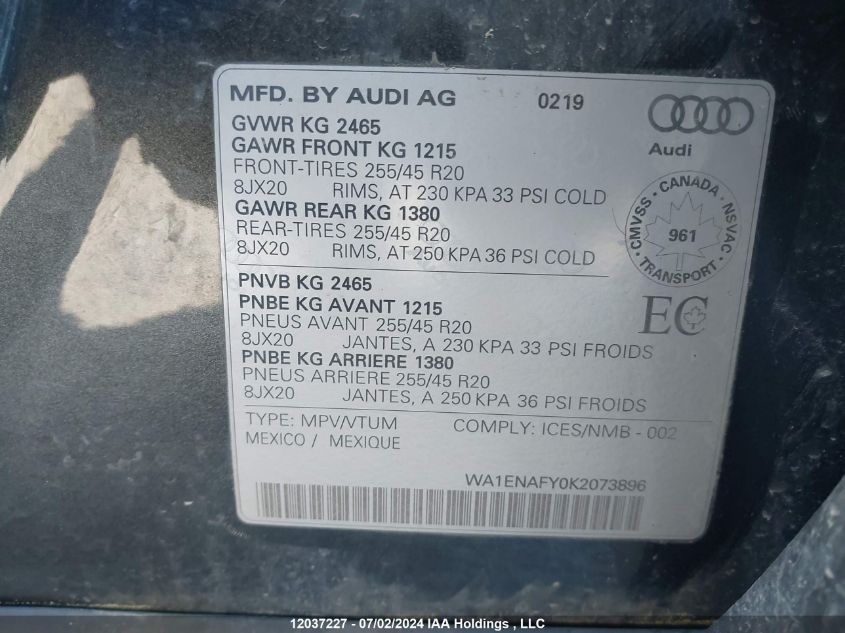 MFD. BY AUDI AG 0219
Audi
GVWR KG 2465
GAWR FRONT KG 1215
FRONT-TIRES 255/45 R20
8JX20 RIMS, AT 230 KPA 33 PSI COLD
GAWR REAR KG 1380
REAR-TIRES 255/45 R20
8JX20 RIMS, AT 250 KPA 36 PSI COLD
CMVSS · CANADA · NSVAC
961
· TRANSPORT ·
PNVB KG 2465
PNBE KG AVANT 1215
PNEUS AVANT 255/45 R20
8JX20 JANTES, A 230 KPA 33 PSI FROIDS
PNBE KG ARRIERE 1380
PNEUS ARRIERE 255/45 R20
8JX20 JANTES, A 250 KPA 36 PSI FROIDS
EC
TYPE: MPV/VTUM COMPLY: ICES/NMB - 002
MEXICO / MEXIQUE
WA1ENAFY0K2073896
12037227 - 07/02/2024 IAA Holdings , LLC